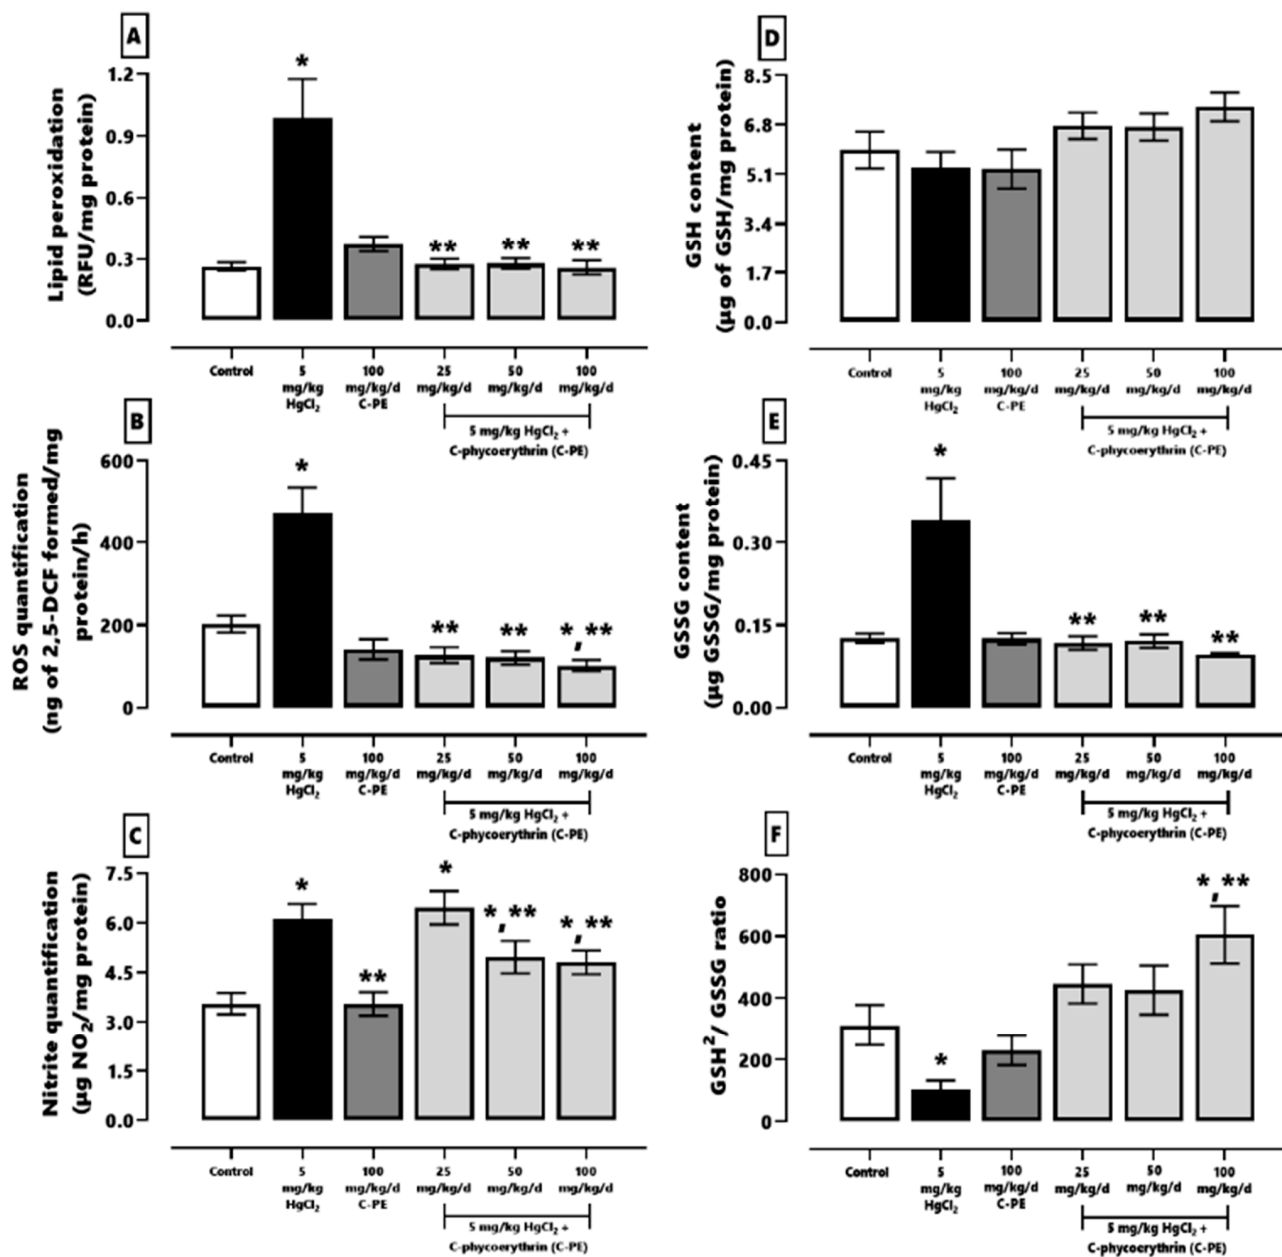 A
Lipid peroxidation
(RFU/mg protein)
*
1.2
0.9
0.6
0.3
0.0
** ** **
Control 5 100 25 50 100
mg/kg mg/kg/d mg/kg/d mg/kg/d mg/kg/d
HgCl₂ C-PE
5 mg/kg HgCl₂ +
C-phycoerythrin (C-PE)
B
ROS quantification
(ng of 2,5-DCF formed/mg
protein/h)
*
600
400
200
0
** ** *,**
Control 5 100 25 50 100
mg/kg mg/kg/d mg/kg/d mg/kg/d mg/kg/d
HgCl₂ C-PE
5 mg/kg HgCl₂ +
C-phycoerythrin (C-PE)
C
Nitrite quantification
(µg NO₂/mg protein)
7.5
6.0
4.5
3.0
1.5
0.0
* ** * *,** *,**
Control 5 100 25 50 100
mg/kg mg/kg/d mg/kg/d mg/kg/d mg/kg/d
HgCl₂ C-PE
5 mg/kg HgCl₂ +
C-phycoerythrin (C-PE)
D
GSH content
(µg of GSH/mg protein)
8.5
6.8
5.1
3.4
1.7
0.0
Control 5 100 25 50 100
mg/kg mg/kg/d mg/kg/d mg/kg/d mg/kg/d
HgCl₂ C-PE
5 mg/kg HgCl₂ +
C-phycoerythrin (C-PE)
E
GSSG content
(µg GSSG/mg protein)
*
0.45
0.30
0.15
0.00
** ** **
Control 5 100 25 50 100
mg/kg mg/kg/d mg/kg/d mg/kg/d mg/kg/d
HgCl₂ C-PE
5 mg/kg HgCl₂ +
C-phycoerythrin (C-PE)
F
GSH²/ GSSG ratio
800
600
400
200
0
* *,**
Control 5 100 25 50 100
mg/kg mg/kg/d mg/kg/d mg/kg/d mg/kg/d
HgCl₂ C-PE
5 mg/kg HgCl₂ +
C-phycoerythrin (C-PE)